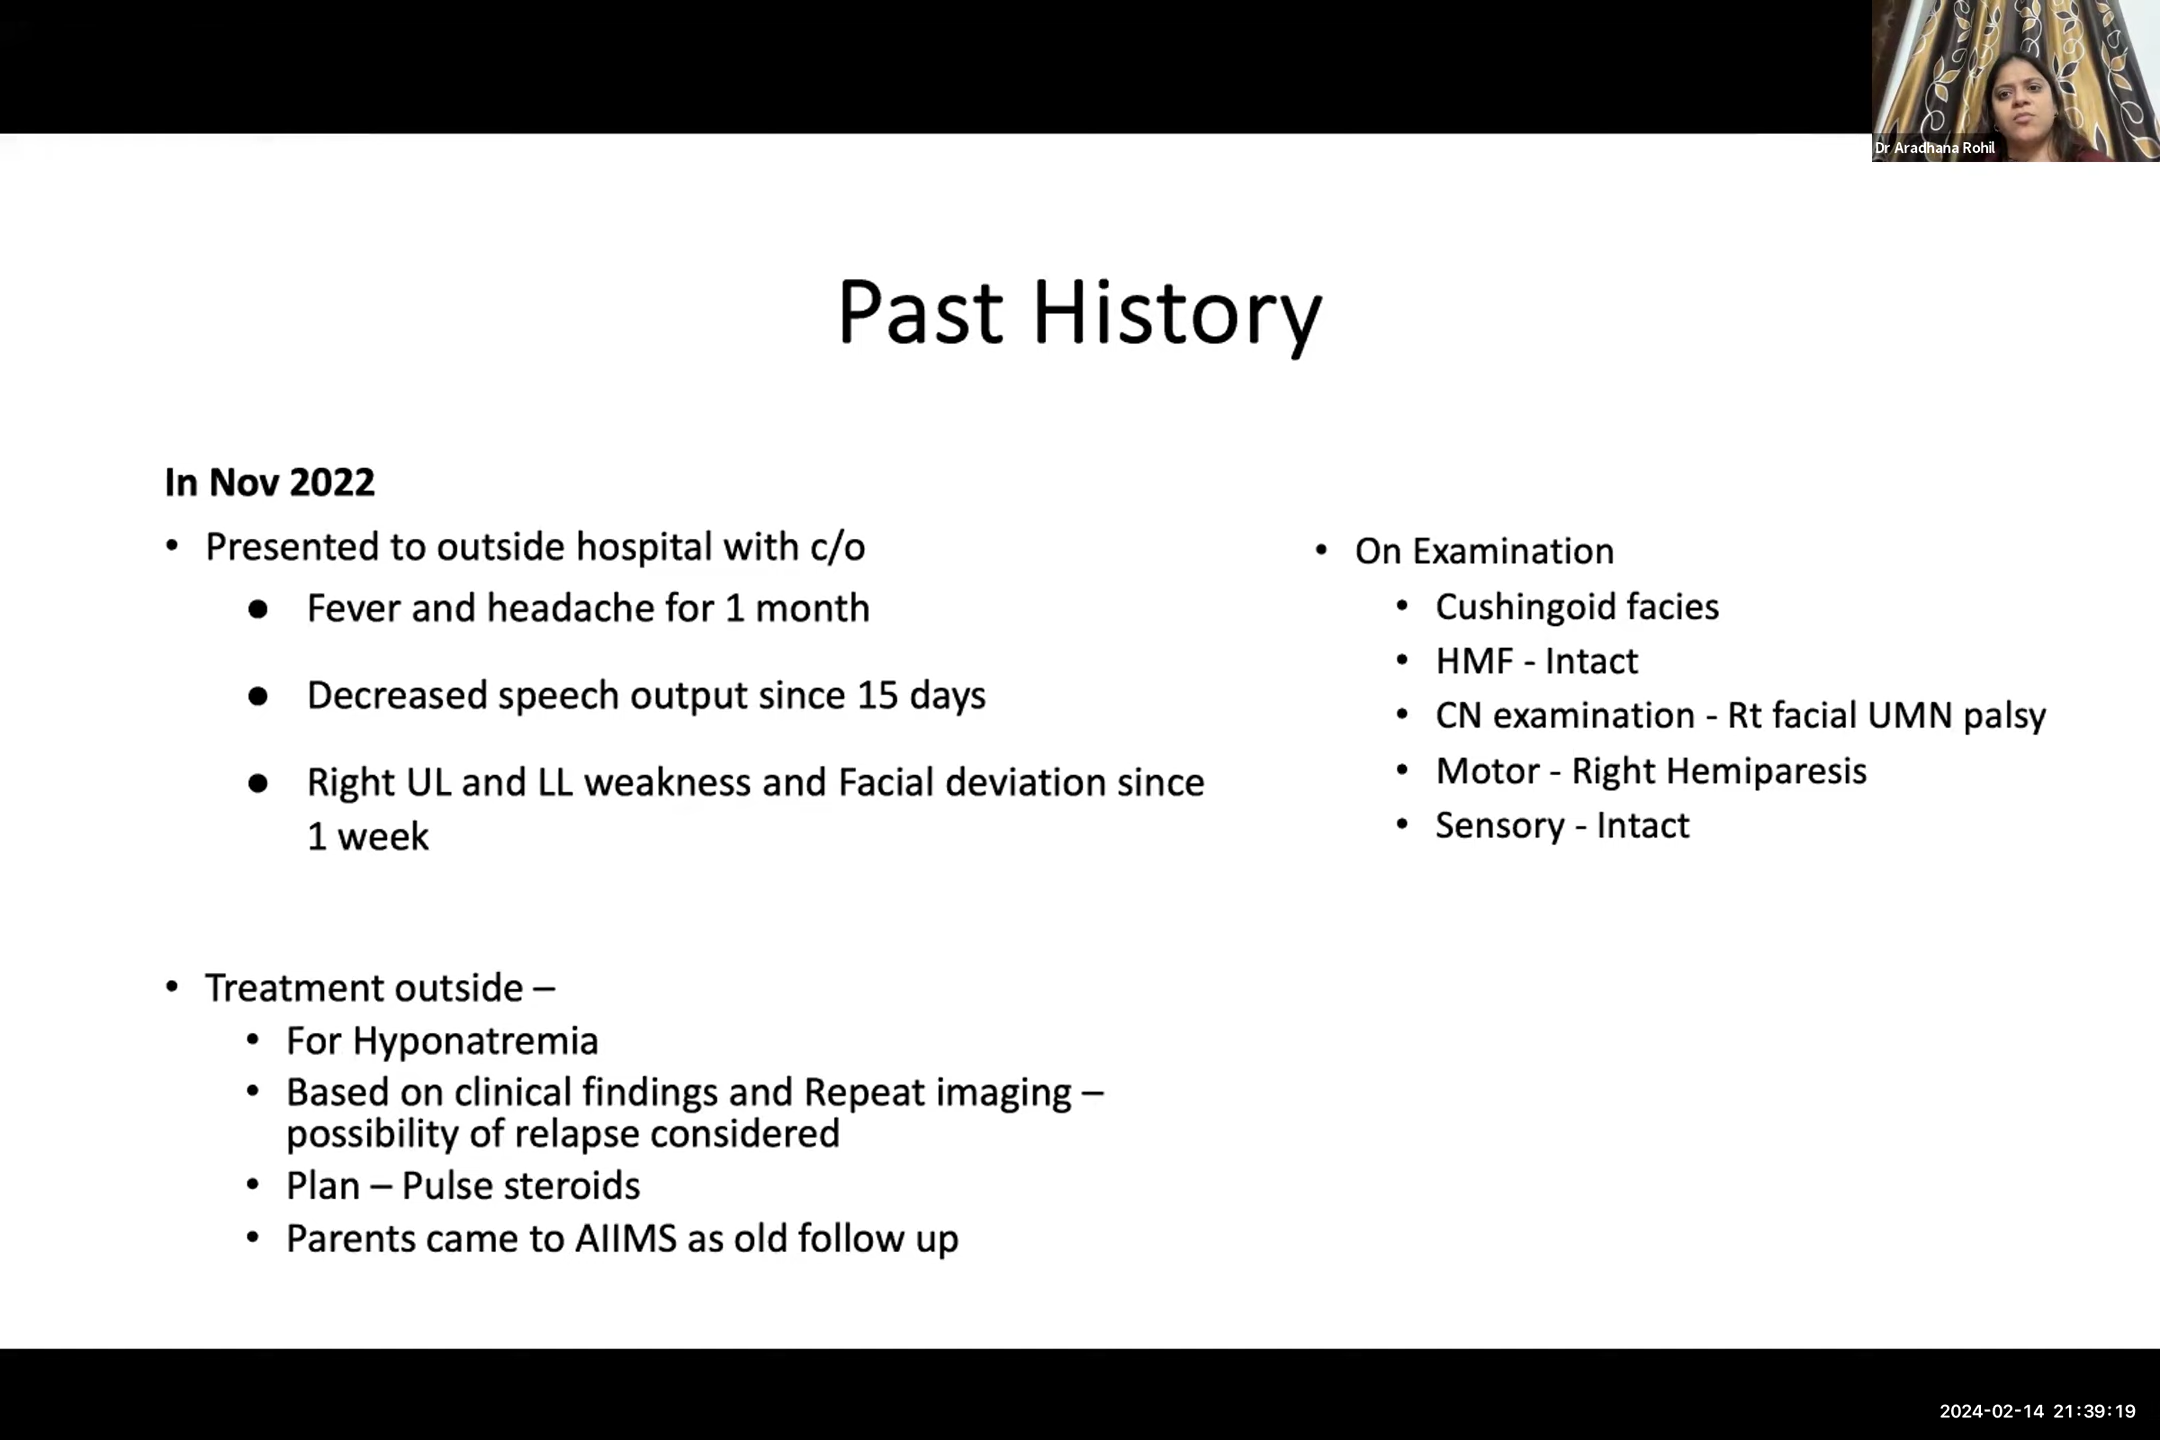 Dr Aradhana Rohil
Past History
In Nov 2022
• Presented to outside hospital with c/o
● Fever and headache for 1 month
● Decreased speech output since 15 days
● Right UL and LL weakness and Facial deviation since
1 week
• Treatment outside –
• For Hyponatremia
• Based on clinical findings and Repeat imaging –
possibility of relapse considered
• Plan – Pulse steroids
• Parents came to AIIMS as old follow up
• On Examination
• Cushingoid facies
• HMF - Intact
• CN examination - Rt facial UMN palsy
• Motor - Right Hemiparesis
• Sensory - Intact
2024-02-14 21:39:19